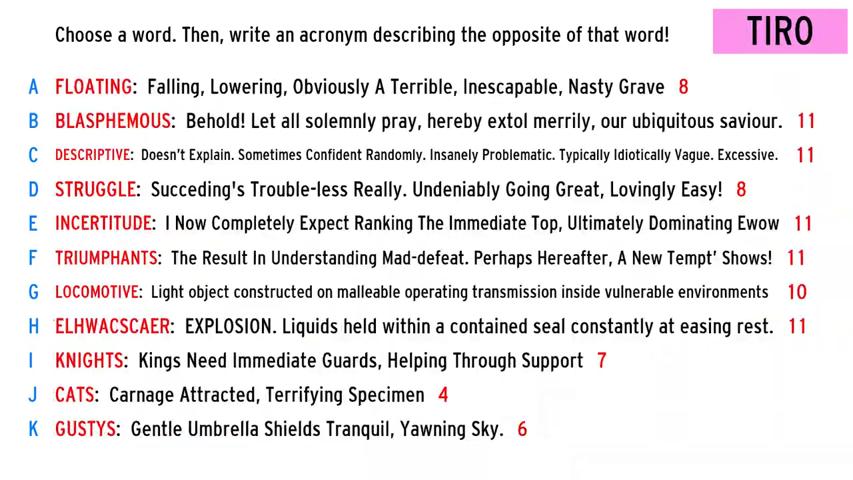 Choose a word. Then, write an acronym describing the opposite of that word!
TIRO
A FLOATING: Falling, Lowering, Obviously A Terrible, Inescapable, Nasty Grave 8
B BLASPHEMOUS: Behold! Let all solemnly pray, hereby extol merrily, our ubiquitous saviour. 11
C DESCRIPTIVE: Doesn't Explain. Sometimes Confident Randomly. Insanely Problematic. Typically Idiotically Vague. Excessive. 11
D STRUGGLE: Succeding's Trouble-less Really. Undeniably Going Great, Lovingly Easy! 8
E INCERTITUDE: I Now Completely Expect Ranking The Immediate Top, Ultimately Dominating Ewow 11
F TRIUMPHANTS: The Result In Understanding Mad-defeat. Perhaps Hereafter, A New Tempt' Shows! 11
G LOCOMOTIVE: Light object constructed on malleable operating transmission inside vulnerable environments 10
H ELHWACSCAER: EXPLOSION. Liquids held within a contained seal constantly at easing rest. 11
I KNIGHTS: Kings Need Immediate Guards, Helping Through Support 7
J CATS: Carnage Attracted, Terrifying Specimen 4
K GUSTYS: Gentle Umbrella Shields Tranquil, Yawning Sky. 6